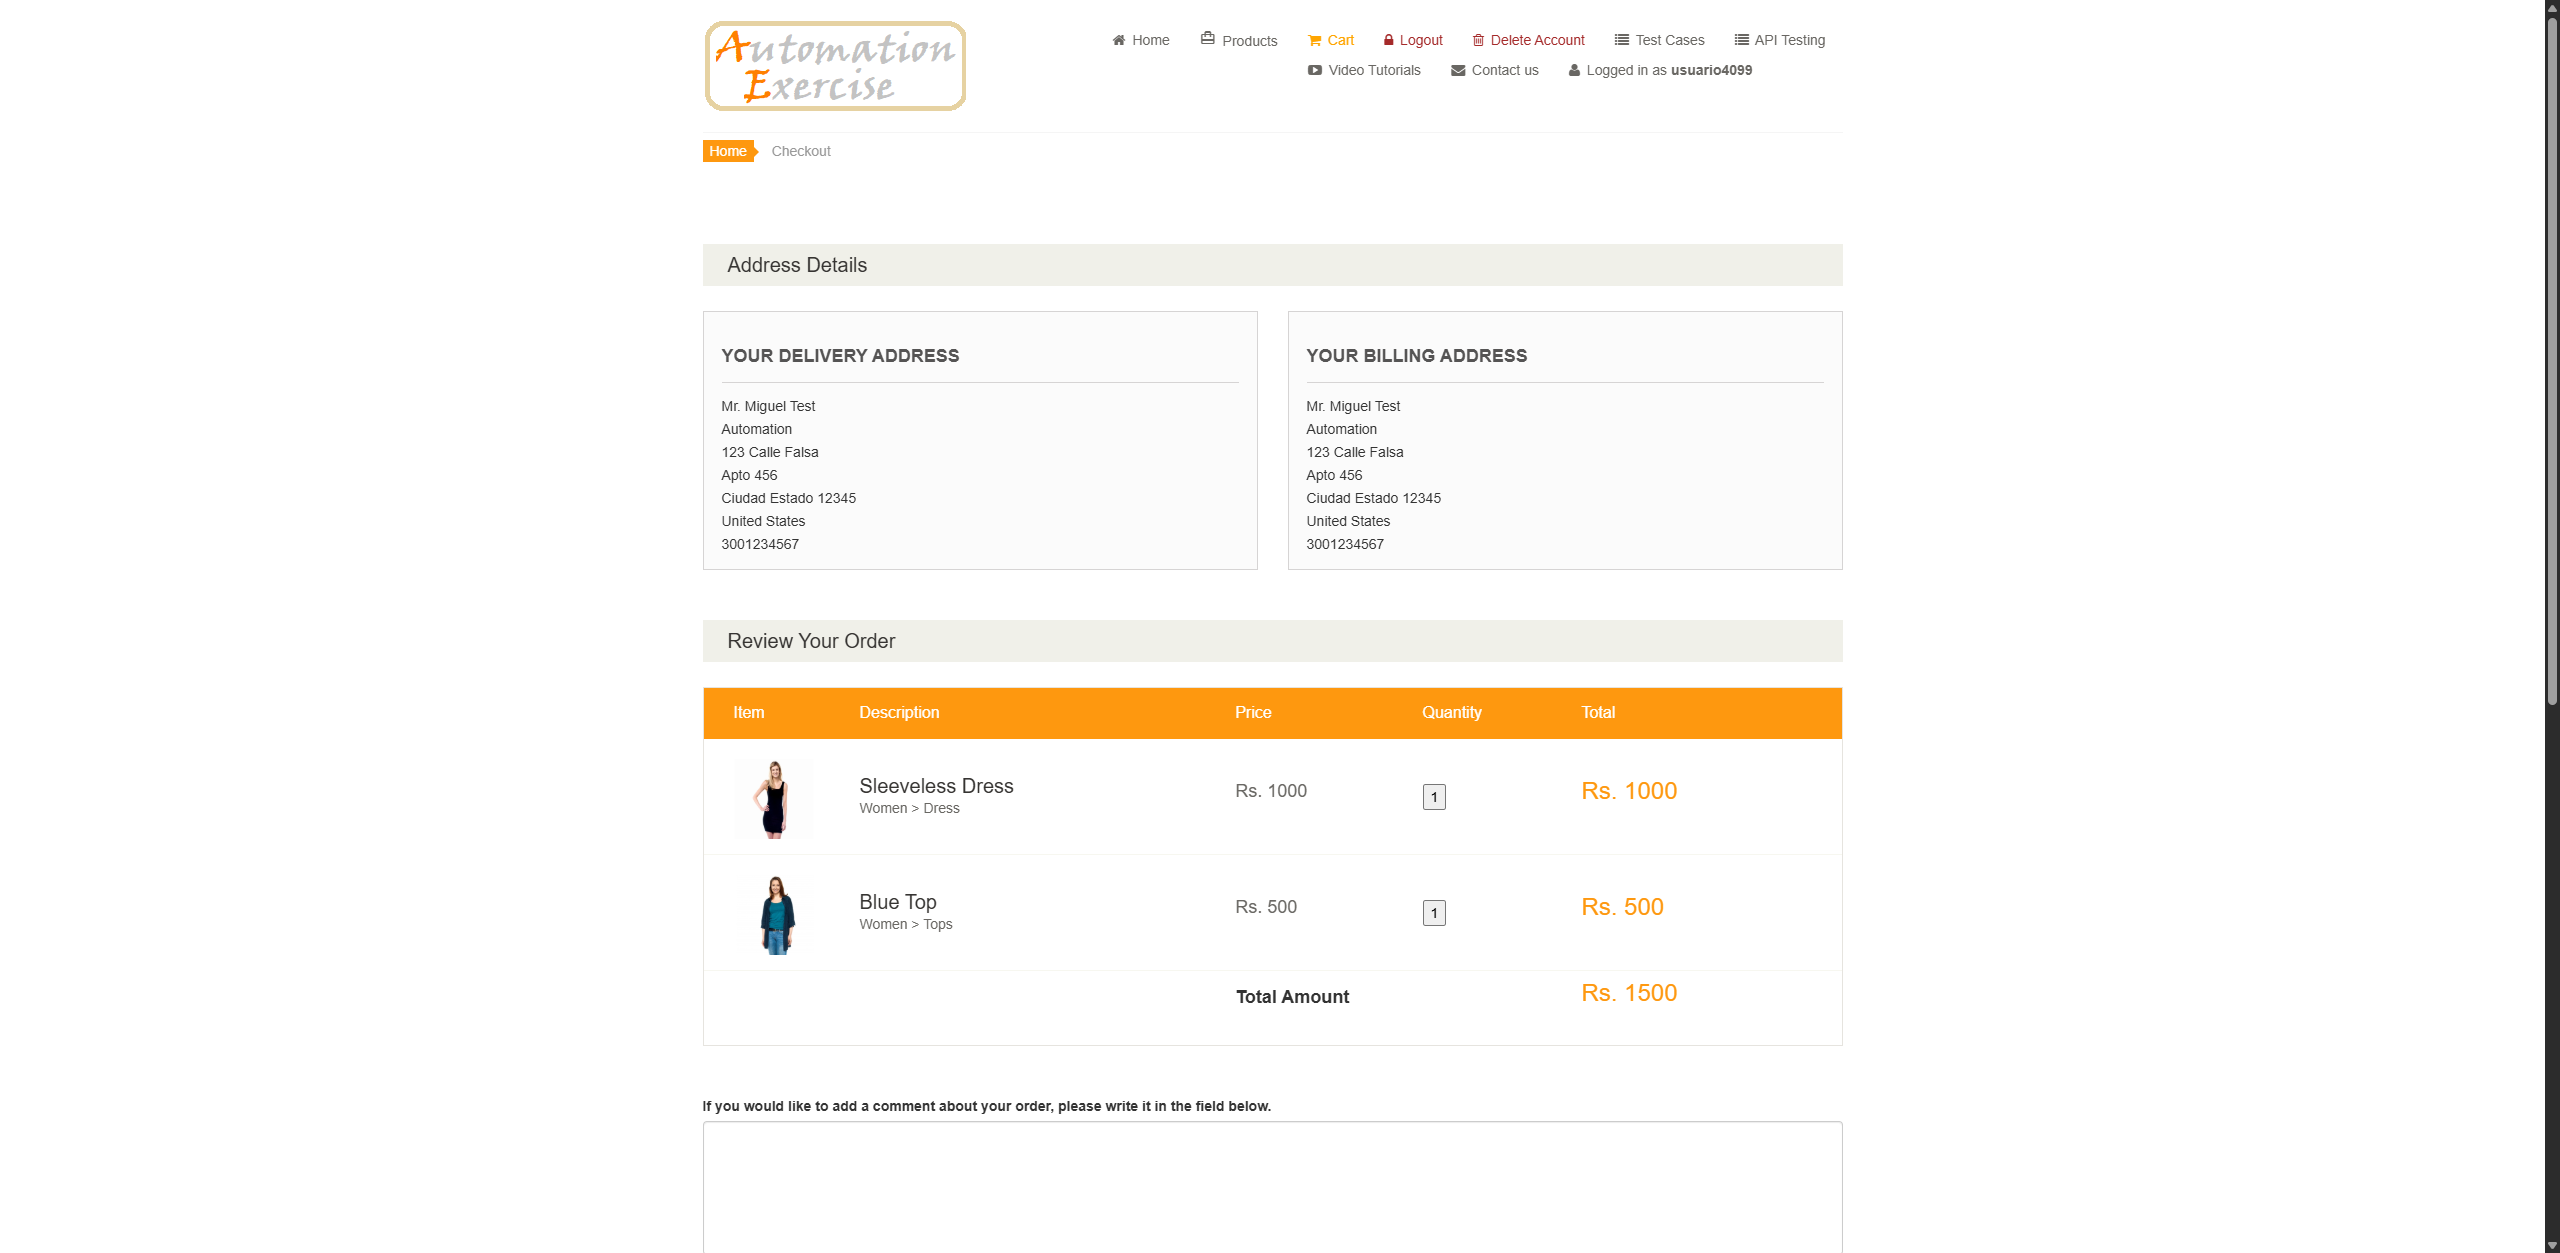 Automation
Exercise
Home
Products
Cart
Logout
Delete Account
Test Cases
API Testing
Video Tutorials
Contact us
Logged in as usuario4099
Home
Checkout
Address Details
YOUR DELIVERY ADDRESS
Mr. Miguel Test
Automation
123 Calle Falsa
Apto 456
Ciudad Estado 12345
United States
3001234567
YOUR BILLING ADDRESS
Mr. Miguel Test
Automation
123 Calle Falsa
Apto 456
Ciudad Estado 12345
United States
3001234567
Review Your Order
Item Description Price Quantity Total
Sleeveless Dress
Women > Dress
Rs. 1000
1
Rs. 1000
Blue Top
Women > Tops
Rs. 500
1
Rs. 500
Total Amount
Rs. 1500
If you would like to add a comment about your order, please write it in the field below.